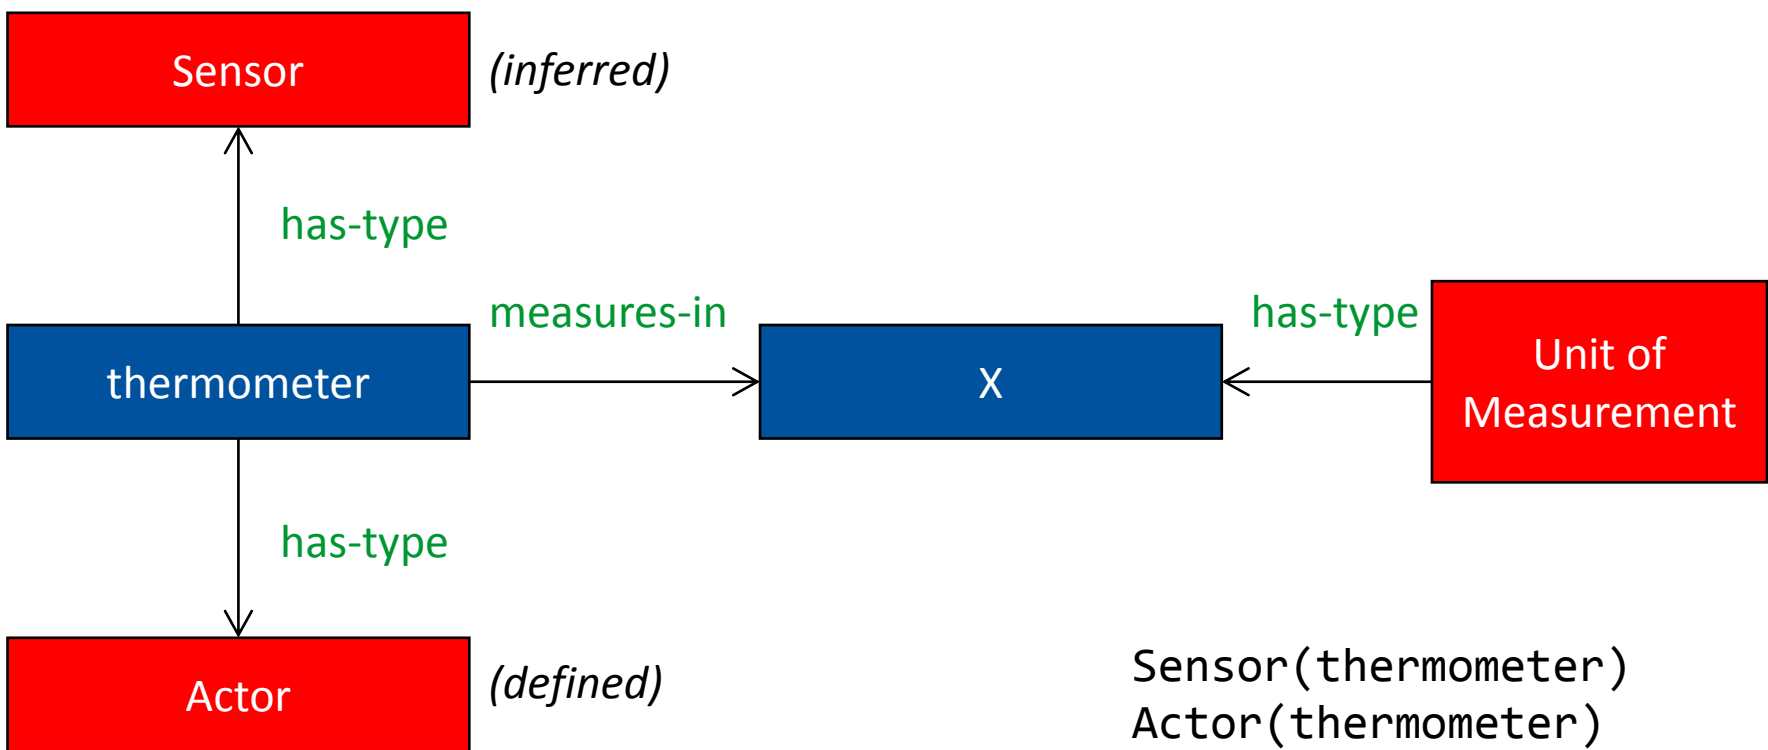 Sensor
(inferred)
has-type
measures-in
has-type
thermometer
X
Unit of
Measurement
has-type
Actor
(defined)
Sensor(thermometer)
Actor(thermometer)